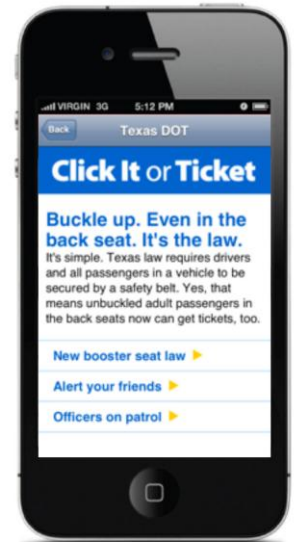 VIRGIN 3G 5:12 PM
Back Texas DOT
Click It or Ticket
Buckle up. Even in the
back seat. It's the law.
It's simple. Texas law requires drivers
and all passengers in a vehicle to be
secured by a safety belt. Yes, that
means unbuckled adult passengers in
the back seats now can get tickets, too.
New booster seat law
Alert your friends
Officers on patrol